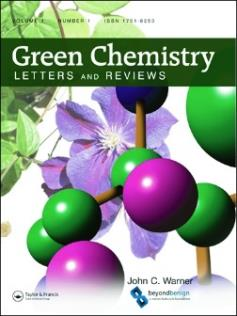 VOLUME 1 NUMBER 1 ISSN 1751-8253
Green Chemistry
LETTERS AND REVIEWS
John C. Warner
beyondbenign
Taylor & Francis